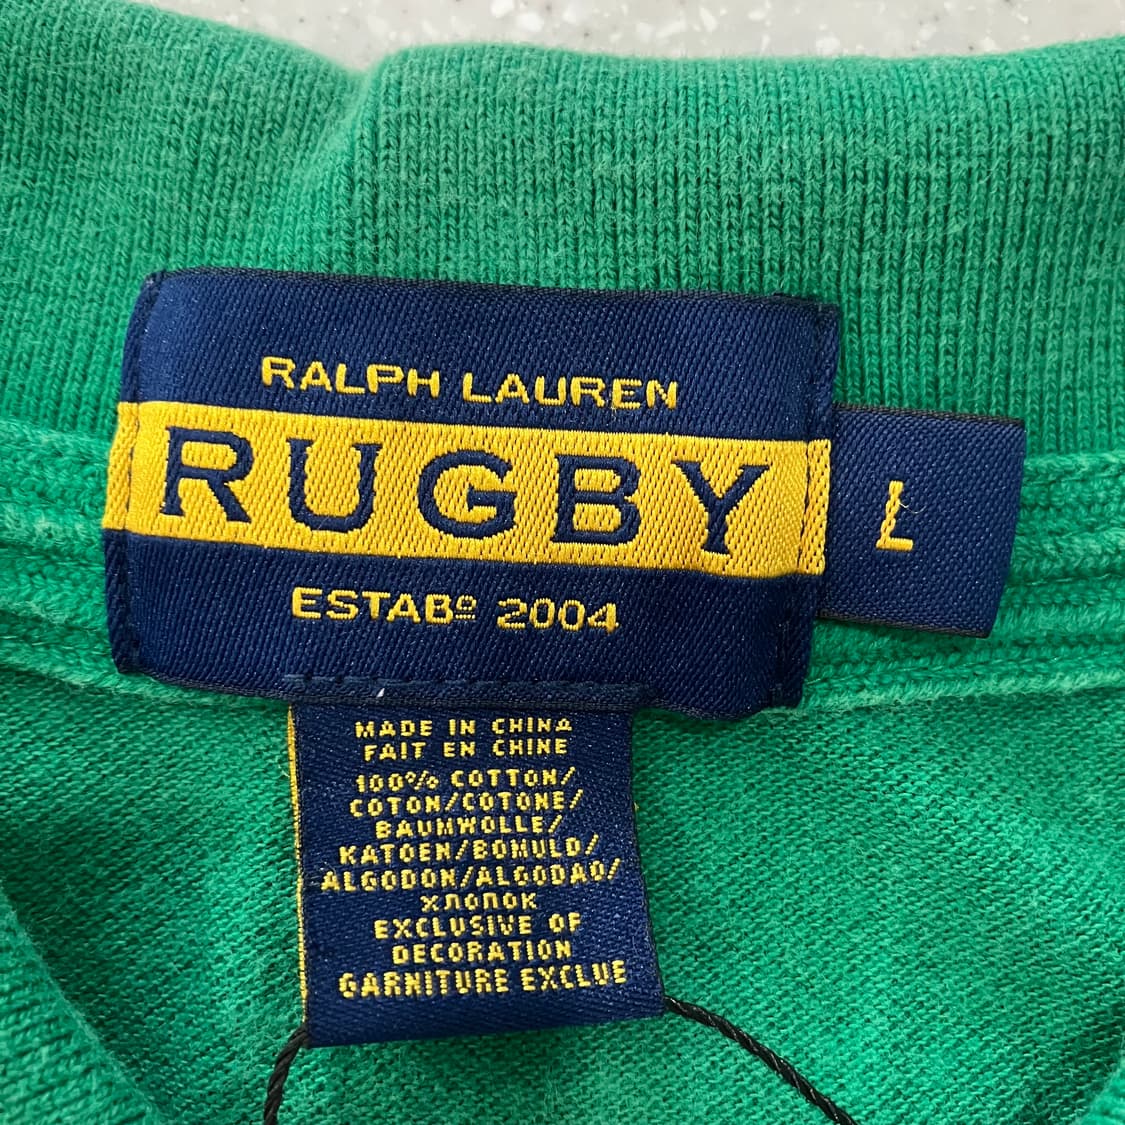 RALPH LAUREN
RUGBY
L
ESTABº 2004
MADE IN CHINA
FAIT EN CHINE
100% COTTON/
COTON/COTONE/
BAUMWOLLE/
KATOEN/BOMULD/
ALGODON/ALGODAO/
хлопок
EXCLUSIVE OF
DECORATION
GARNITURE EXCLUE